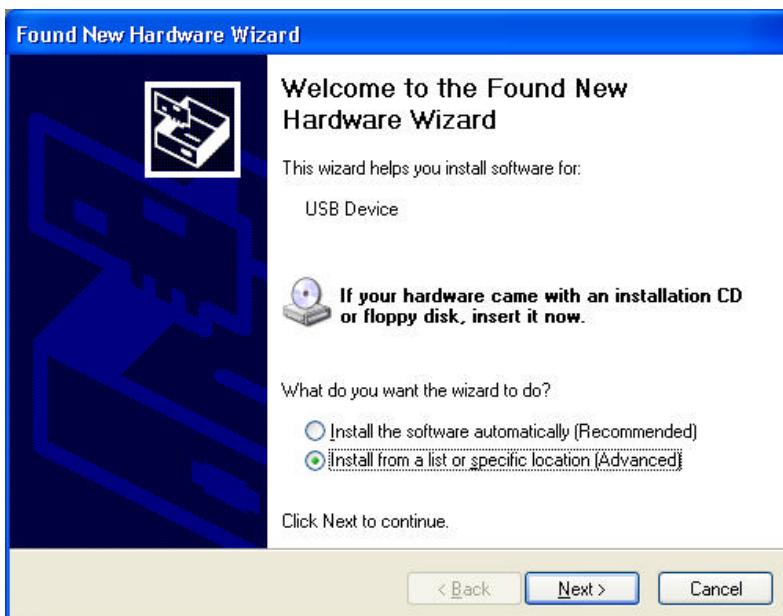 Found New Hardware Wizard
Welcome to the Found New
Hardware Wizard
This wizard helps you install software for:
USB Device
If your hardware came with an installation CD
or floppy disk, insert it now.
What do you want the wizard to do?
Install the software automatically (Recommended)
Install from a list or specific location (Advanced)
Click Next to continue.
< Back Next > Cancel